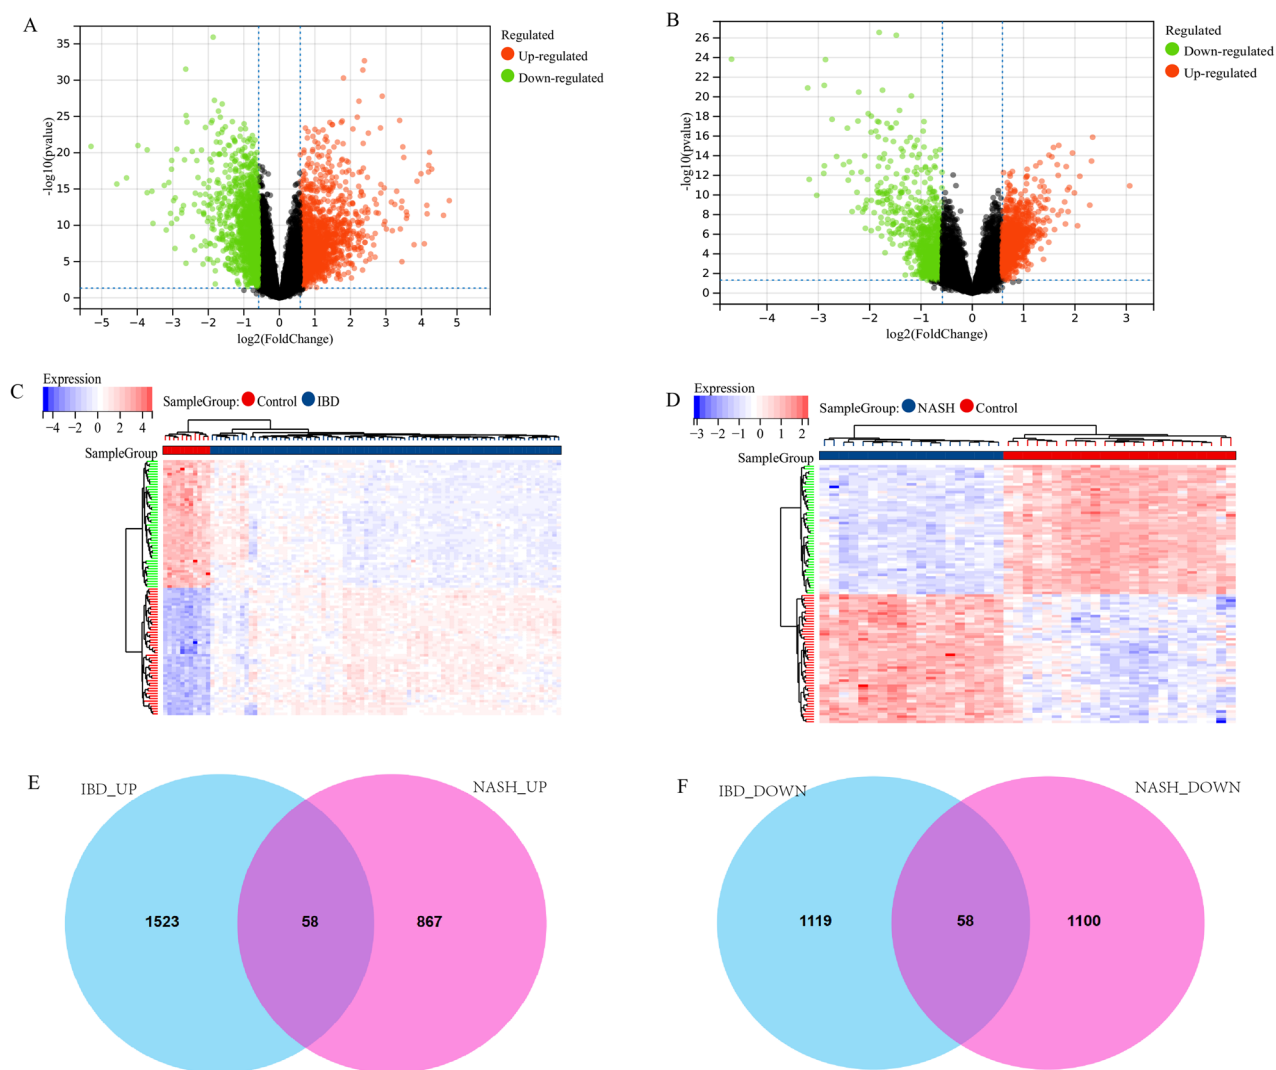 A
Regulated
Up-regulated
Down-regulated
35
30
25
20
15
10
5
0
-log10(pvalue)
−5 −4 −3 −2 −1 0 1 2 3 4 5
log2(FoldChange)
B
Regulated
Down-regulated
Up-regulated
26
24
22
20
18
16
14
12
10
8
6
4
2
0
-log10(pvalue)
−4 −3 −2 −1 0 1 2 3
log2(FoldChange)
C
Expression
−4 −2 0 2 4
SampleGroup: Control IBD
SampleGroup
D
Expression
−3 −2 −1 0 1 2
SampleGroup: NASH Control
SampleGroup
E
IBD_UP
NASH_UP
1523 58 867
F
IBD_DOWN
NASH_DOWN
1119 58 1100